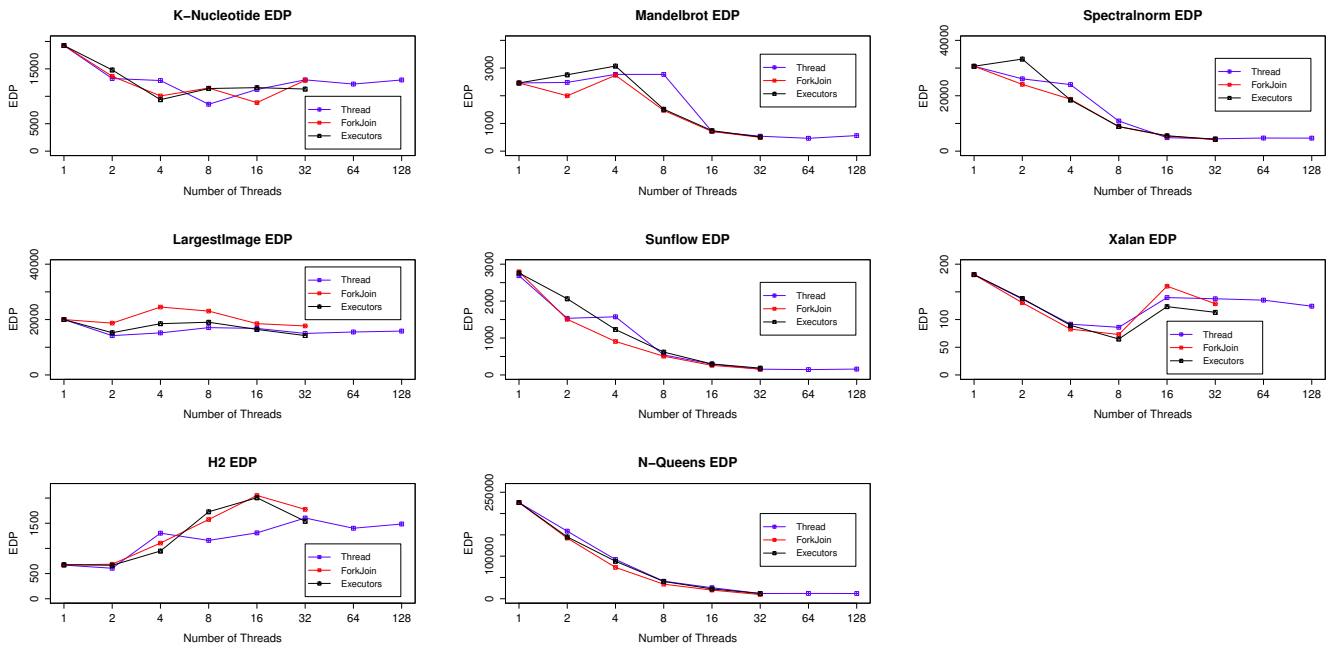 K−Nucleotide EDP
EDP
0
5000
15000
1
2
4
8
16
32
64
128
Number of Threads
Thread
ForkJoin
Executors
Mandelbrot EDP
EDP
0
1000
3000
1
2
4
8
16
32
64
128
Number of Threads
Thread
ForkJoin
Executors
Spectralnorm EDP
EDP
0
20000
40000
1
2
4
8
16
32
64
128
Number of Threads
Thread
ForkJoin
Executors
LargestImage EDP
EDP
0
20000
40000
1
2
4
8
16
32
64
128
Number of Threads
Thread
ForkJoin
Executors
Sunflow EDP
EDP
0
1000
2000
3000
1
2
4
8
16
32
64
128
Number of Threads
Thread
ForkJoin
Executors
Xalan EDP
EDP
0
50
100
200
1
2
4
8
16
32
64
128
Number of Threads
Thread
ForkJoin
Executors
H2 EDP
EDP
0
500
1500
1
2
4
8
16
32
64
128
Number of Threads
Thread
ForkJoin
Executors
N−Queens EDP
EDP
0
100000
250000
1
2
4
8
16
32
64
128
Number of Threads
Thread
ForkJoin
Executors